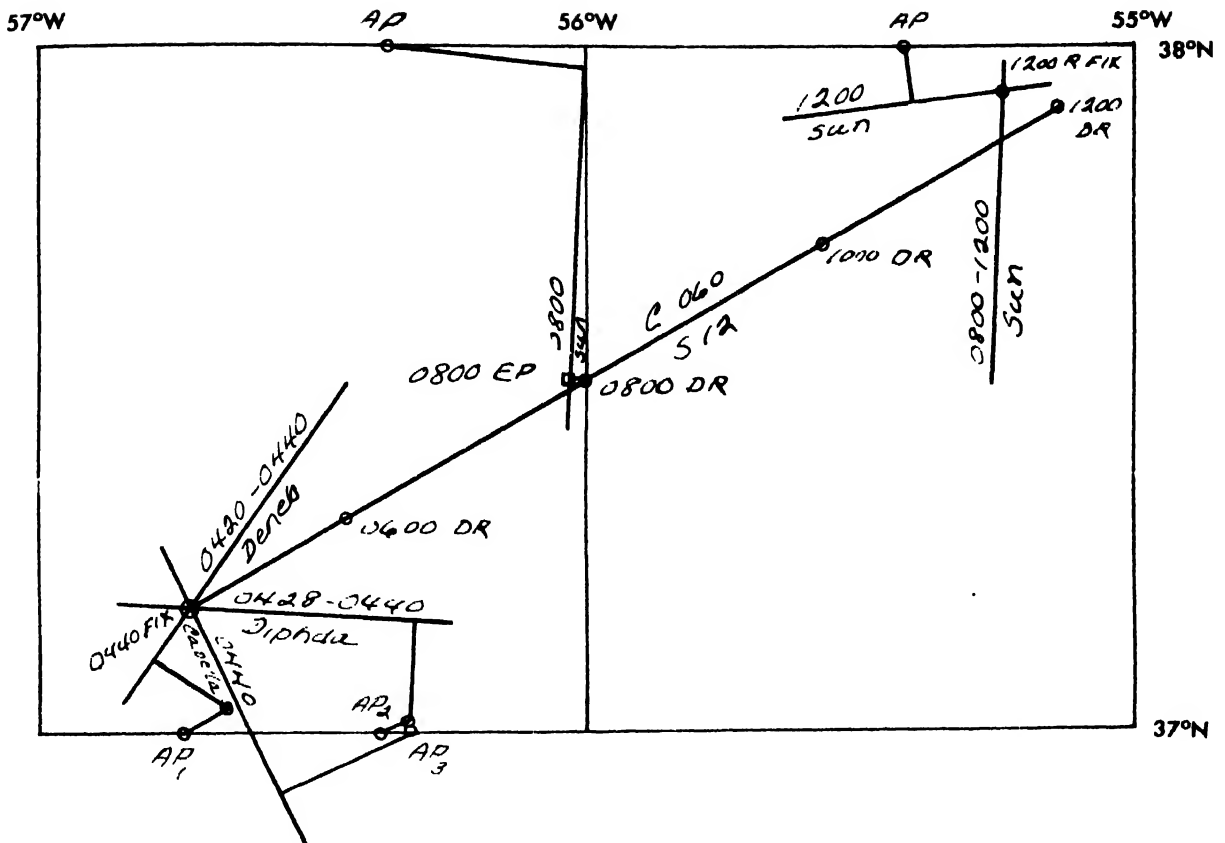 57°W
AP
56°W
AP
55°W
38°N
1200 R FIX
1200
sun
1200
DR
1000 DR
0800-1200
Sun
C 060
S 12
0800
sun
0800 EP
0800 DR
0420-0440
Deneb
0600 DR
0428-0440
Diphda
0440 FIX
Capella
0440
AP1
AP2
AP3
37°N